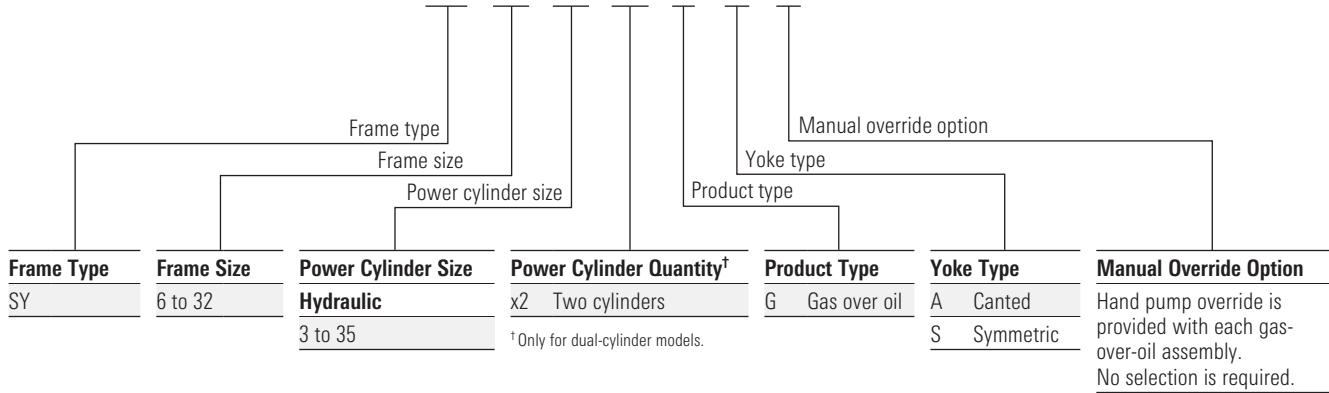 Frame type
Manual override option
Frame size
Yoke type
Power cylinder size
Product type
Frame Type
SY
Frame Size
6 to 32
Power Cylinder Size
Hydraulic
3 to 35
Power Cylinder Quantity†
x2 Two cylinders
† Only for dual-cylinder models.
Product Type
G Gas over oil
Yoke Type
A Canted
S Symmetric
Manual Override Option
Hand pump override is
provided with each gas-
over-oil assembly.
No selection is required.